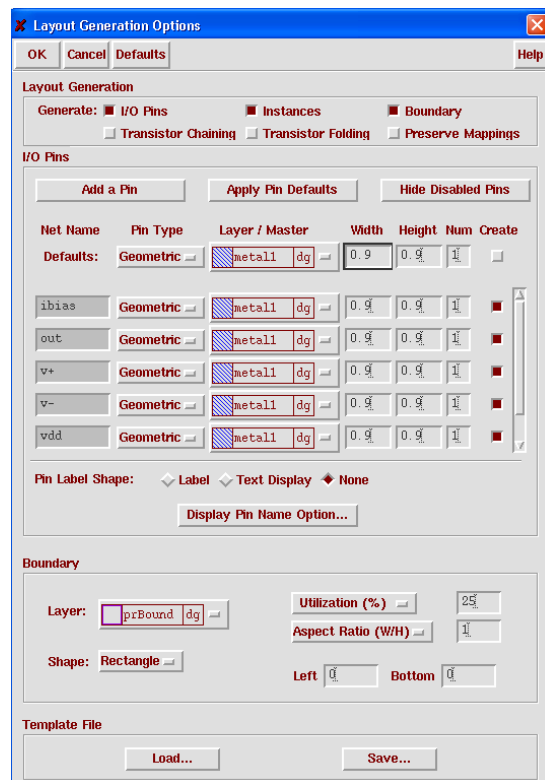 Layout Generation Options
OK Cancel Defaults Help
Layout Generation
Generate: I/O Pins Instances Boundary
Transistor Chaining Transistor Folding Preserve Mappings
I/O Pins
Add a Pin Apply Pin Defaults Hide Disabled Pins
Net Name Pin Type Layer / Master Width Height Num Create
Defaults: Geometric metal1 dg 0.9 0.9 1
ibias Geometric metal1 dg 0.9 0.9 1
out Geometric metal1 dg 0.9 0.9 1
v+ Geometric metal1 dg 0.9 0.9 1
v- Geometric metal1 dg 0.9 0.9 1
vdd Geometric metal1 dg 0.9 0.9 1
Pin Label Shape: Label Text Display None
Display Pin Name Option...
Boundary
Layer: prBound dg Utilization (%) 25
Aspect Ratio (W/H) 1
Shape: Rectangle
Left 0 Bottom 0
Template File
Load... Save...